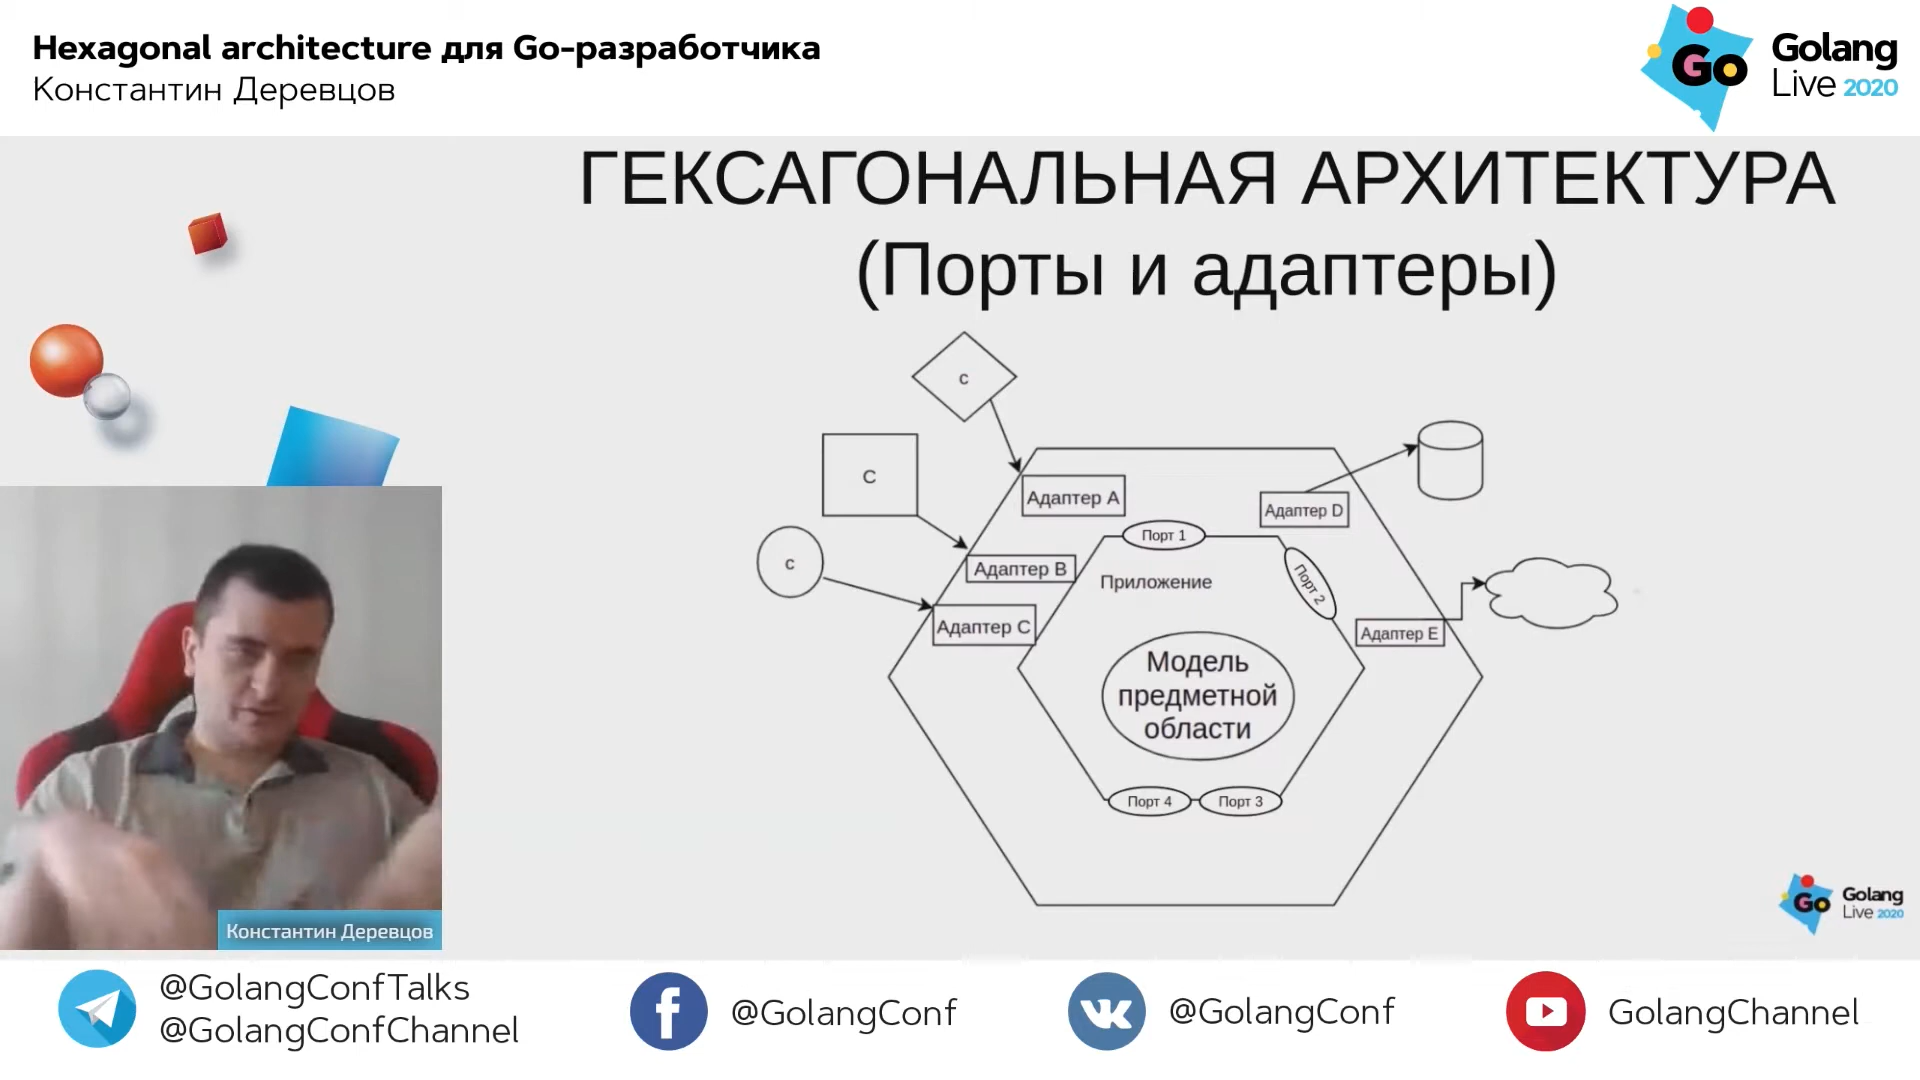 Hexagonal architecture для Go-разработчика
Константин Деревцов
Go
Golang
Live 2020
ГЕКСАГОНАЛЬНАЯ АРХИТЕКТУРА
(Порты и адаптеры)
c
C
c
Адаптер A
Адаптер B
Адаптер C
Адаптер D
Адаптер E
Порт 1
Порт 2
Приложение
Модель
предметной
области
Порт 4
Порт 3
Go
Golang
Live 2020
Константин Деревцов
@GolangConfTalks
@GolangConfChannel
@GolangConf
@GolangConf
GolangChannel